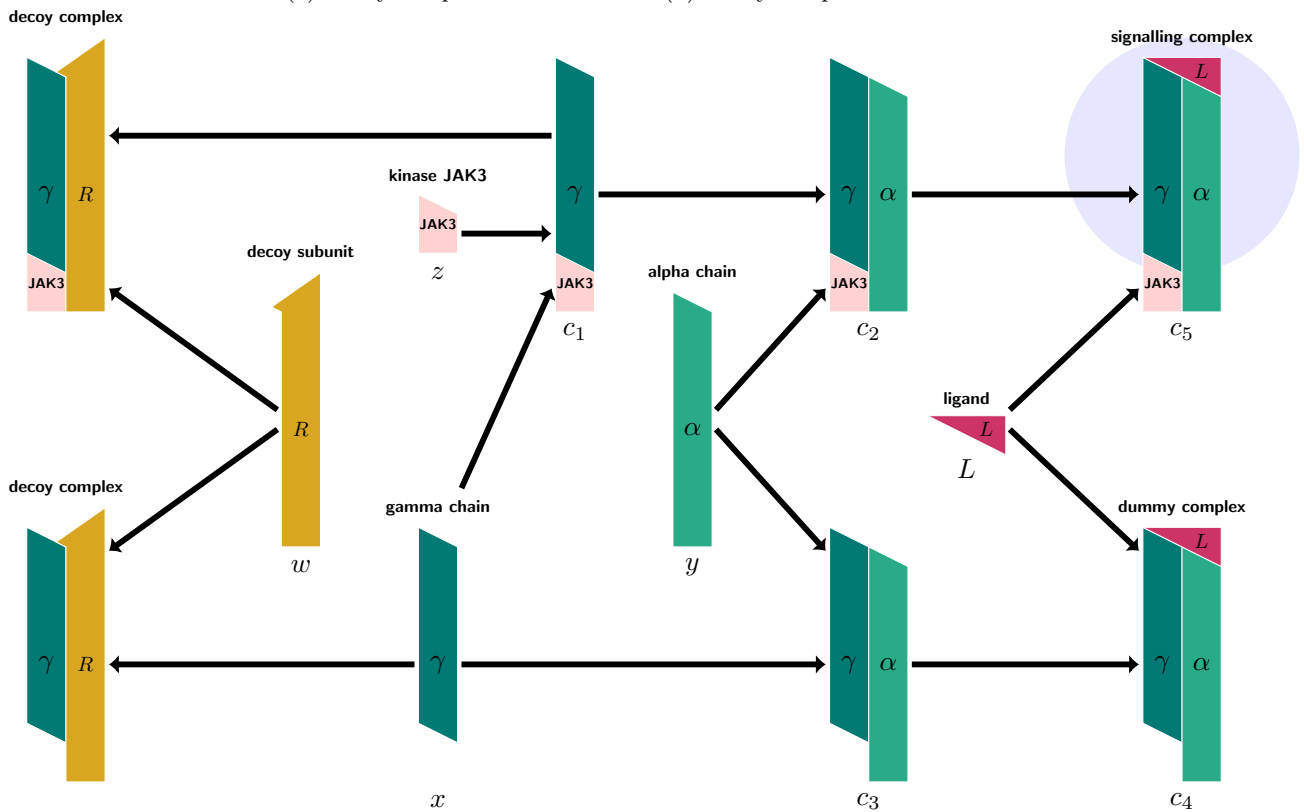 decoy complex
signalling complex
L
γ
R
kinase JAK3
JAK3
z
γ
γ
α
γ
α
JAK3
decoy subunit
JAK3
c1
alpha chain
JAK3
c2
JAK3
c5
R
w
α
y
ligand
L
L
decoy complex
gamma chain
dummy complex
L
γ
R
γ
x
γ
α
c3
γ
α
c4